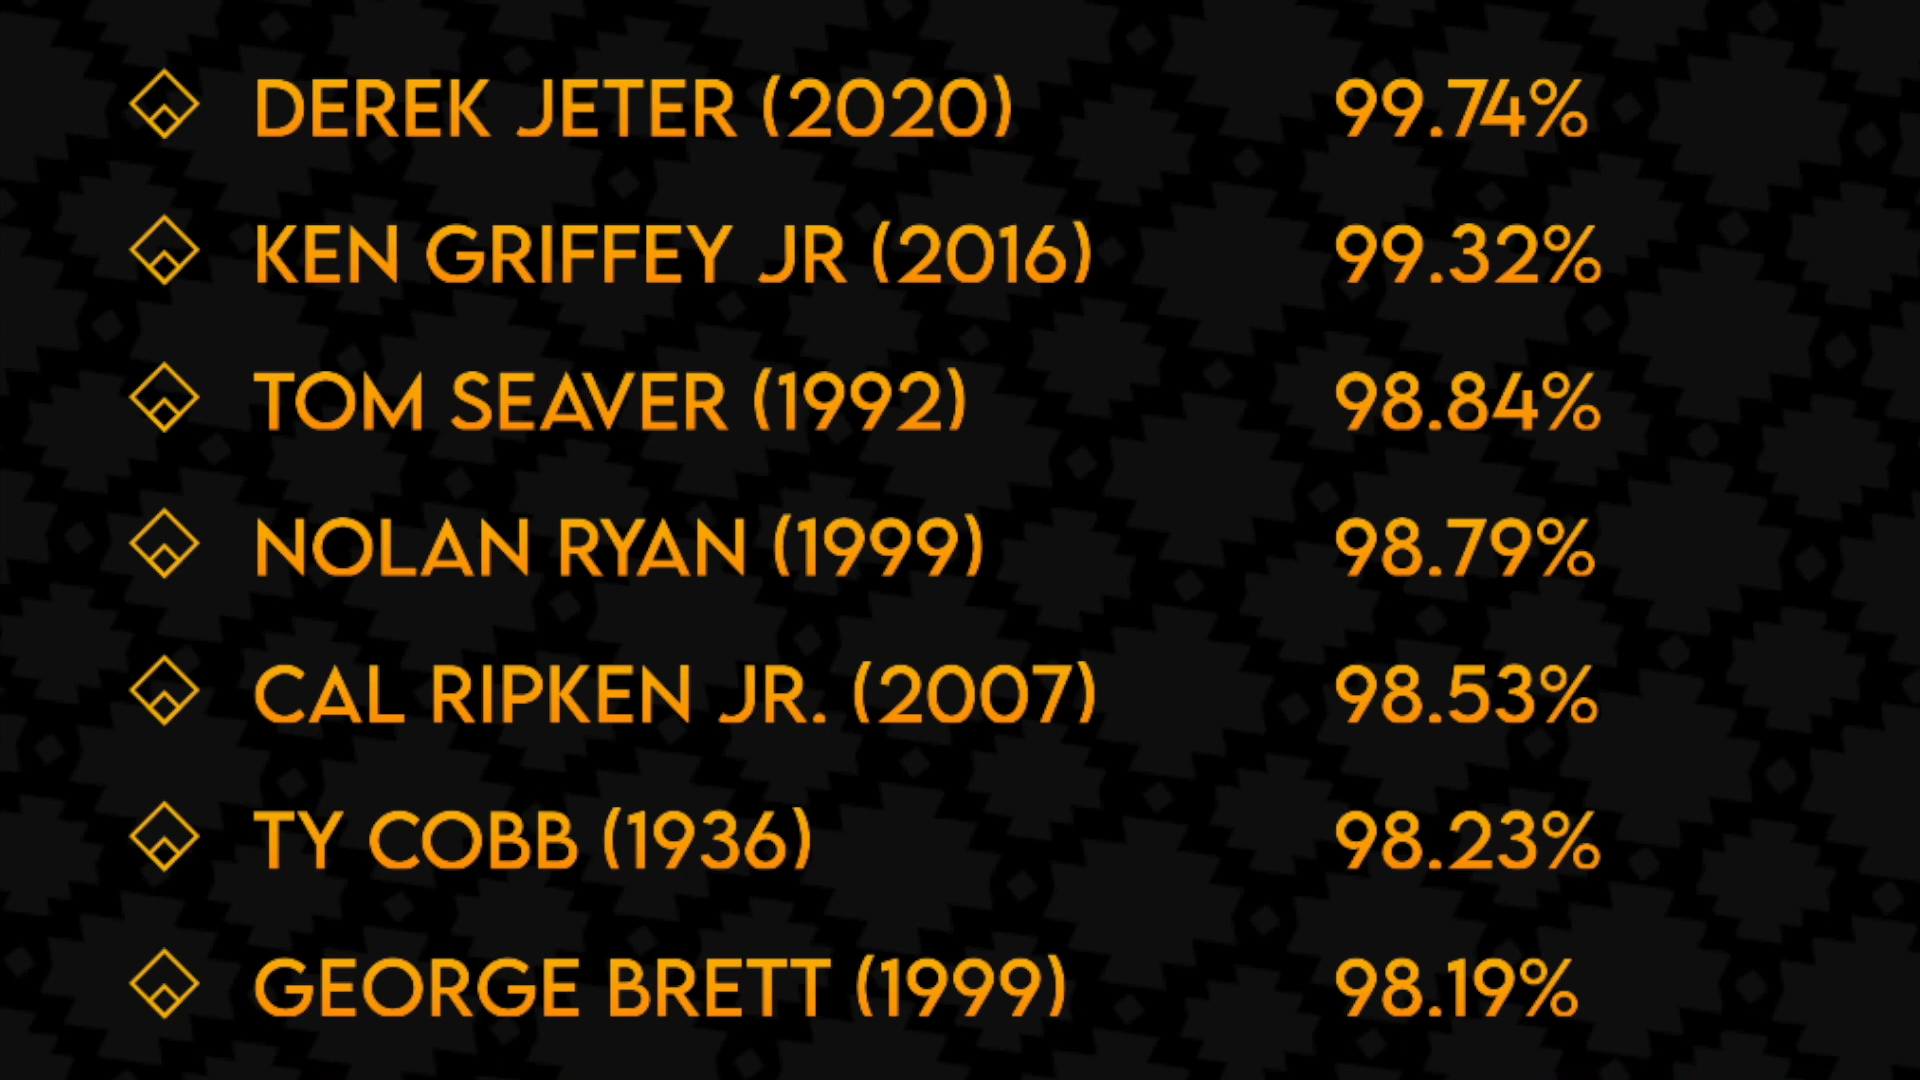 DEREK JETER (2020) 99.74%
KEN GRIFFEY JR (2016) 99.32%
TOM SEAVER (1992) 98.84%
NOLAN RYAN (1999) 98.79%
CAL RIPKEN JR. (2007) 98.53%
TY COBB (1936) 98.23%
GEORGE BRETT (1999) 98.19%